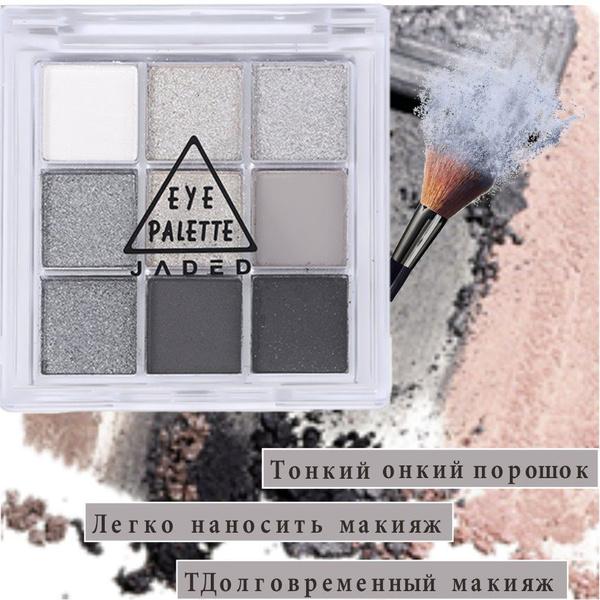 EYE
PALETTE
JADED
Тонкий онкий порошок
Легко наносить макияж
ТДолговременный макияж